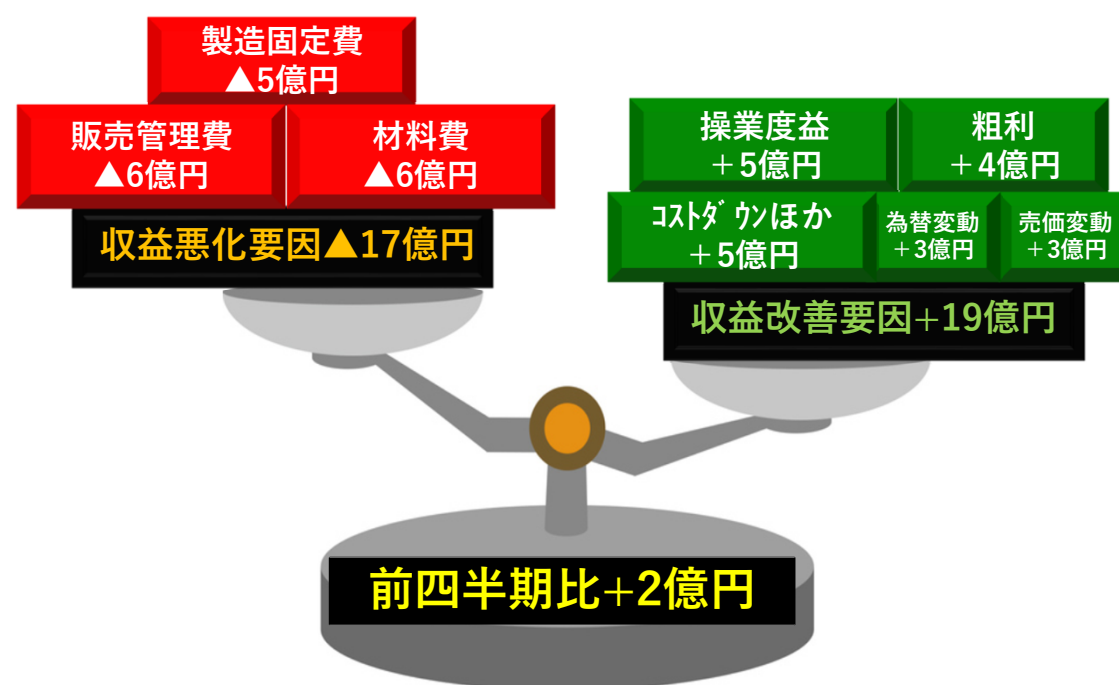 製造固定費
▲5億円
販売管理費
▲6億円
材料費
▲6億円
収益悪化要因▲17億円
操業度益
+5億円
粗利
+4億円
ｺｽﾄﾀﾞｳﾝほか
+5億円
為替変動
+3億円
売価変動
+3億円
収益改善要因+19億円
前四半期比+2億円